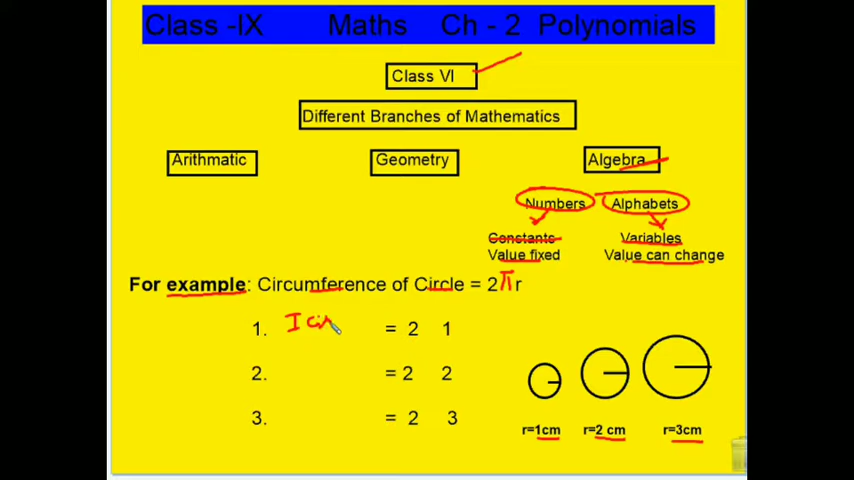 Class -IX Maths Ch - 2 Polynomials
Class VI
Different Branches of Mathematics
Arithmatic Geometry Algebra
Numbers Alphabets
Constants Variables
Value fixed Value can change
For example: Circumference of Circle = 2πr
1. I cir = 2 1
2. = 2 2
3. = 2 3
r=1cm r=2 cm r=3cm